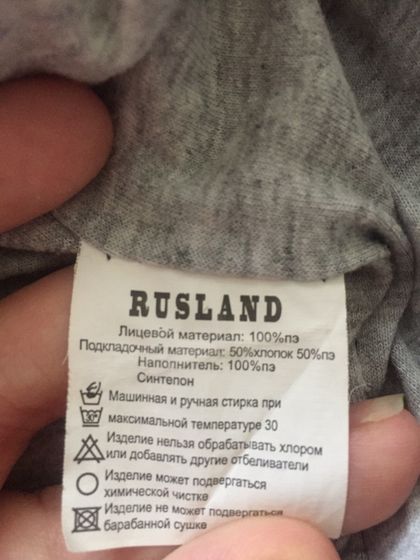 RUSLAND
Лицевой материал: 100%пэ
Подкладочный материал: 50%хлопок 50%пэ
Наполнитель: 100%пэ
Синтепон
Машинная и ручная стирка при
30°
максимальной температуре 30
Изделие нельзя обрабатывать хлором
или добавлять другие отбеливатели
Изделие может подвергаться
химической чистке
Изделие не может подвергаться
барабанной сушке